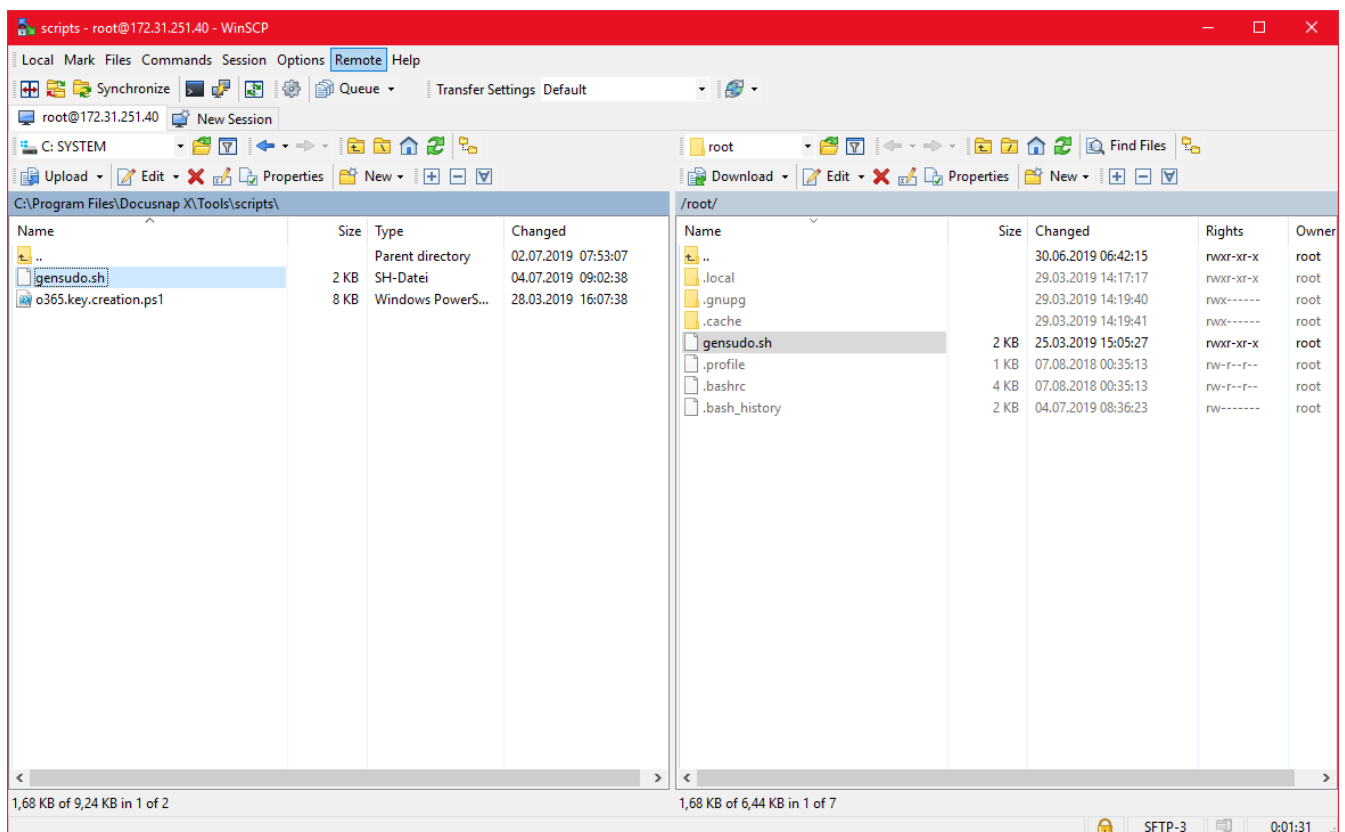 scripts - root@172.31.251.40 - WinSCP
Local Mark Files Commands Session Options Remote Help
Synchronize Queue Transfer Settings Default
root@172.31.251.40 New Session
C: SYSTEM root Find Files
Upload Edit Properties New Download Edit Properties New
C:\Program Files\Docusnap X\Tools\scripts\ /root/
Name Size Type Changed Name Size Changed Rights Owner
.. Parent directory 02.07.2019 07:53:07 .. 30.06.2019 06:42:15 rwxr-xr-x root
gensudo.sh 2 KB SH-Datei 04.07.2019 09:02:38 .local 29.03.2019 14:17:17 rwxr-xr-x root
o365.key.creation.ps1 8 KB Windows PowerS... 28.03.2019 16:07:38 .gnupg 29.03.2019 14:19:40 rwx------ root
.cache 29.03.2019 14:19:41 rwx------ root
gensudo.sh 2 KB 25.03.2019 15:05:27 rwxr-xr-x root
.profile 1 KB 07.08.2018 00:35:13 rw-r--r-- root
.bashrc 4 KB 07.08.2018 00:35:13 rw-r--r-- root
.bash_history 2 KB 04.07.2019 08:36:23 rw------- root
1,68 KB of 9,24 KB in 1 of 2 1,68 KB of 6,44 KB in 1 of 7
SFTP-3 0:01:31